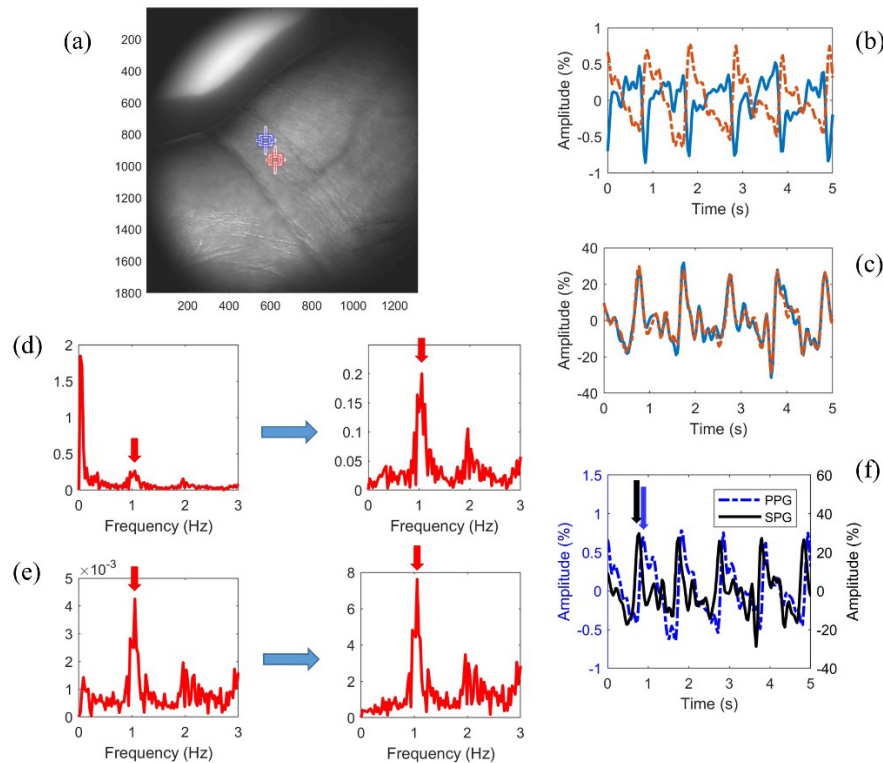 (a)
0
200
400
600
800
1000
1200
1400
1600
1800
200 400 600 800 1000 1200
(b)
1
0.5
0
-0.5
-1
Amplitude (%)
0 1 2 3 4 5
Time (s)
(c)
40
20
0
-20
-40
Amplitude (%)
0 1 2 3 4 5
Time (s)
(d)
2
1.5
1
0.5
0
0 1 2 3
Frequency (Hz)
0.2
0.15
0.1
0.05
0
0 1 2 3
Frequency (Hz)
(e)
×10⁻³
5
4
3
2
1
0
0 1 2 3
Frequency (Hz)
8
6
4
2
0
0 1 2 3
Frequency (Hz)
(f)
1.5
1
0.5
0
-0.5
-1
Amplitude (%)
PPG
SPG
60
40
20
0
-20
-40
Amplitude (%)
0 1 2 3 4 5
Time (s)